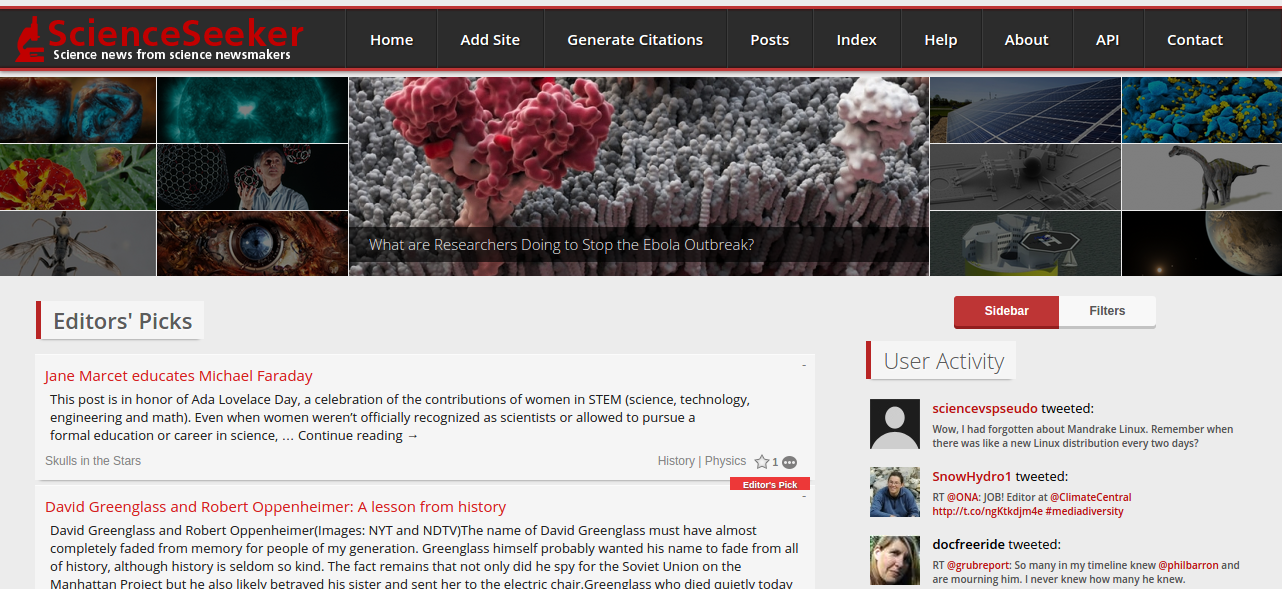 ScienceSeeker
Science news from science newsmakers
Home
Add Site
Generate Citations
Posts
Index
Help
About
API
Contact
What are Researchers Doing to Stop the Ebola Outbreak?
Editors' Picks
Jane Marcet educates Michael Faraday
-
This post is in honor of Ada Lovelace Day, a celebration of the contributions of women in STEM (science, technology,
engineering and math). Even when women weren’t officially recognized as scientists or allowed to pursue a
formal education or career in science, … Continue reading →
Skulls in the Stars
History | Physics
1
Editor's Pick
-
David Greenglass and Robert Oppenheimer: A lesson from history
David Greenglass and Robert Oppenheimer(Images: NYT and NDTV)The name of David Greenglass must have almost
completely faded from memory for people of my generation. Greenglass himself probably wanted his name to fade from all
of history, although history is seldom so kind. The fact remains that not only did he spy for the Soviet Union on the
Manhattan Project but he also likely betrayed his sister and sent her to the electric chair.Greenglass who died quietly today
Sidebar
Filters
User Activity
sciencevspseudo tweeted:
Wow, I had forgotten about Mandrake Linux. Remember when
there was like a new Linux distribution every two days?
SnowHydro1 tweeted:
RT @ONA: JOB! Editor at @ClimateCentral
http://t.co/ngKtkdjm4e #mediadiversity
docfreeride tweeted:
RT @grubreport: So many in my timeline knew @philbarron and
are mourning him. I never knew how many he knew.